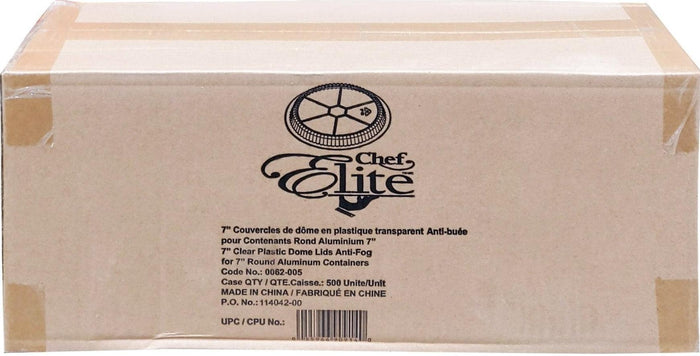 Chef
Elite
7" Couvercles de dôme en plastique transparent Anti-buée
pour Contenants Rond Aluminium 7"
7" Clear Plastic Dome Lids Anti-Fog
for 7" Round Aluminum Containers
Code No.: 0062-005
Case QTY / QTE.Caisse.: 500 Unite/Unit
MADE IN CHINA / FABRIQUÉ EN CHINE
P.O. No.: 114042-00
UPC / CPU No.: